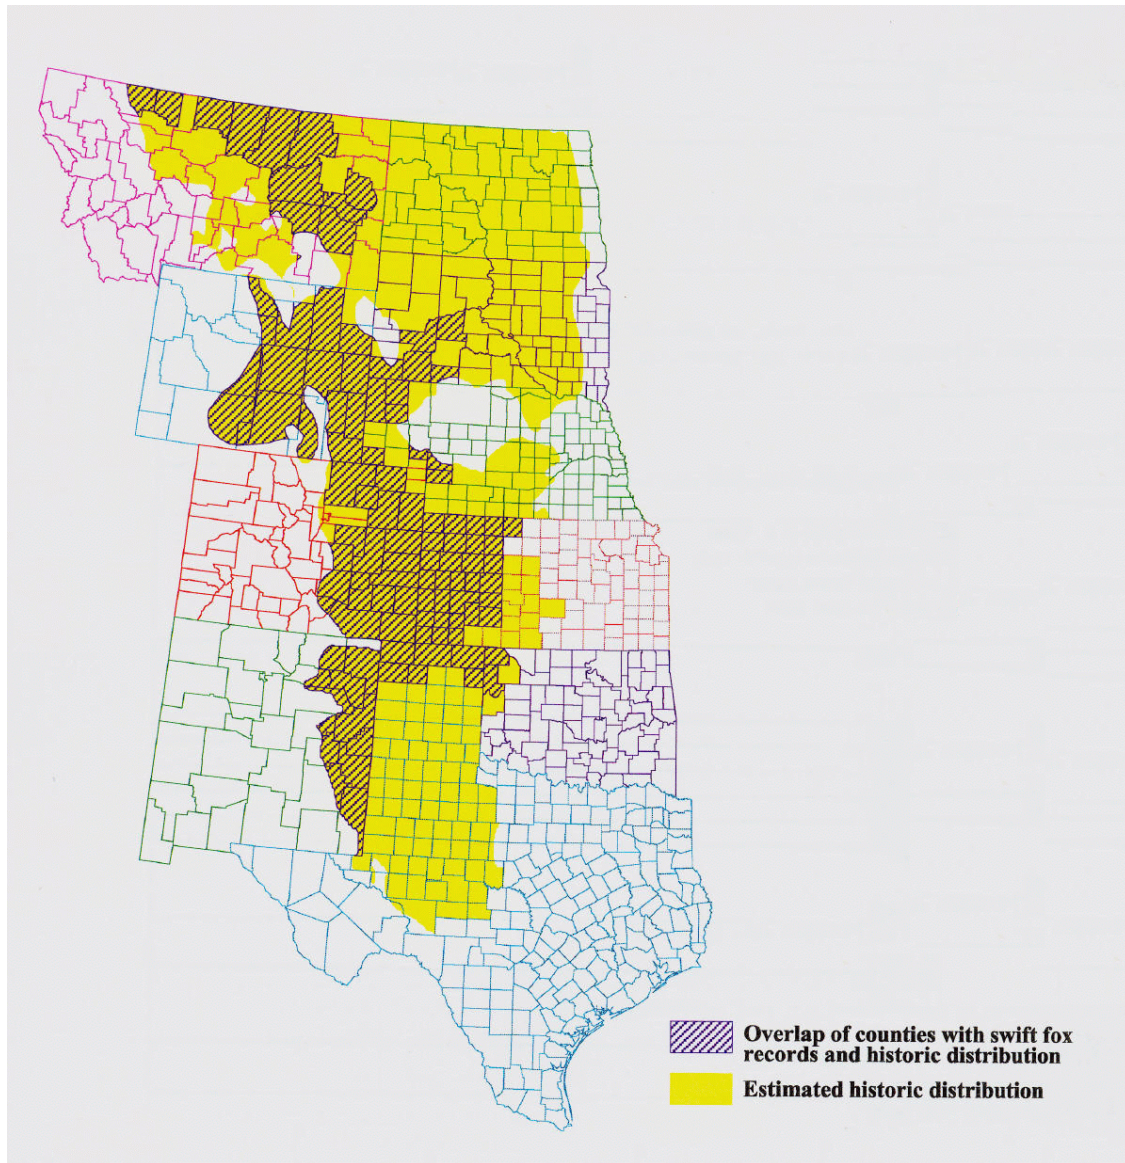 Overlap of counties with swift fox
records and historic distribution
Estimated historic distribution